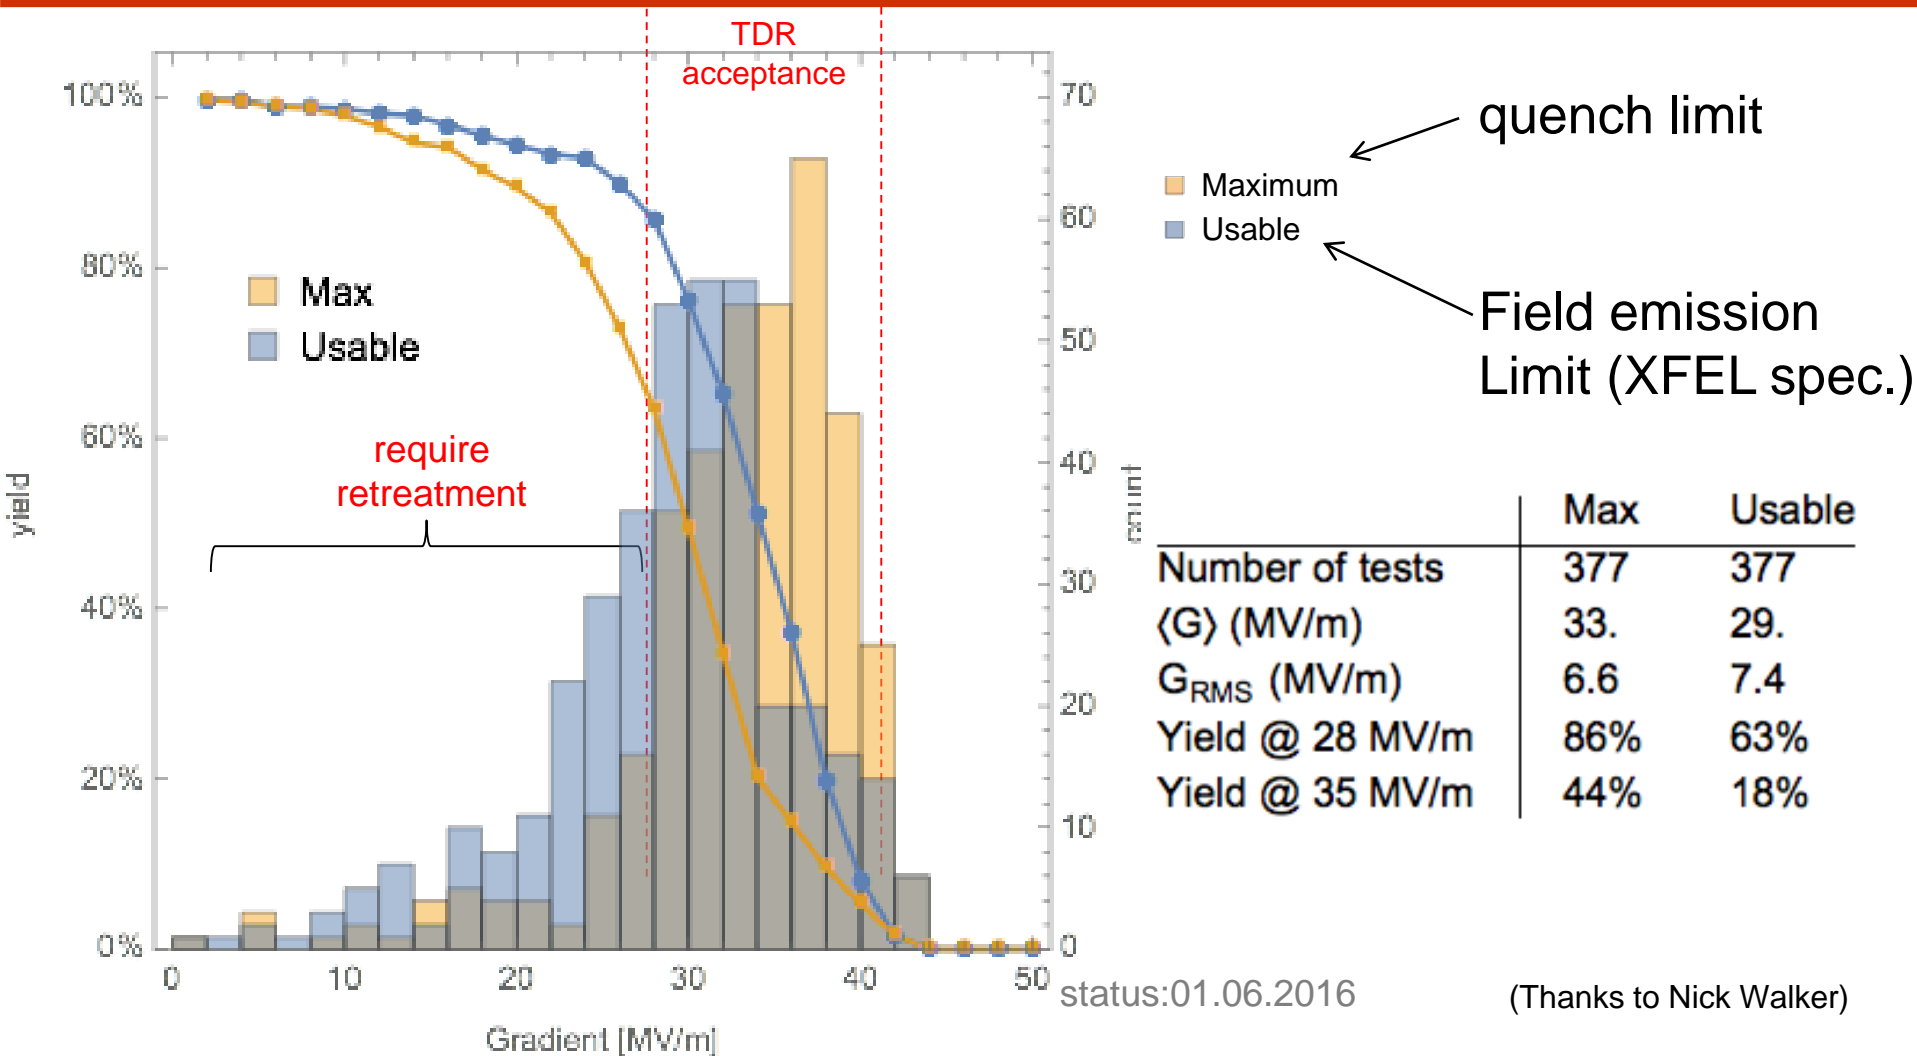 TDR
acceptance
100%
80%
60%
40%
20%
0%
yield
Max
Usable
require
retreatment
70
60
50
40
30
20
10
0
count
0
10
20
30
40
50
Gradient [MV/m]
quench limit
Maximum
Usable
Field emission
Limit (XFEL spec.)
Max Usable
Number of tests 377 377
⟨G⟩ (MV/m) 33. 29.
GRMS (MV/m) 6.6 7.4
Yield @ 28 MV/m 86% 63%
Yield @ 35 MV/m 44% 18%
status:01.06.2016
(Thanks to Nick Walker)